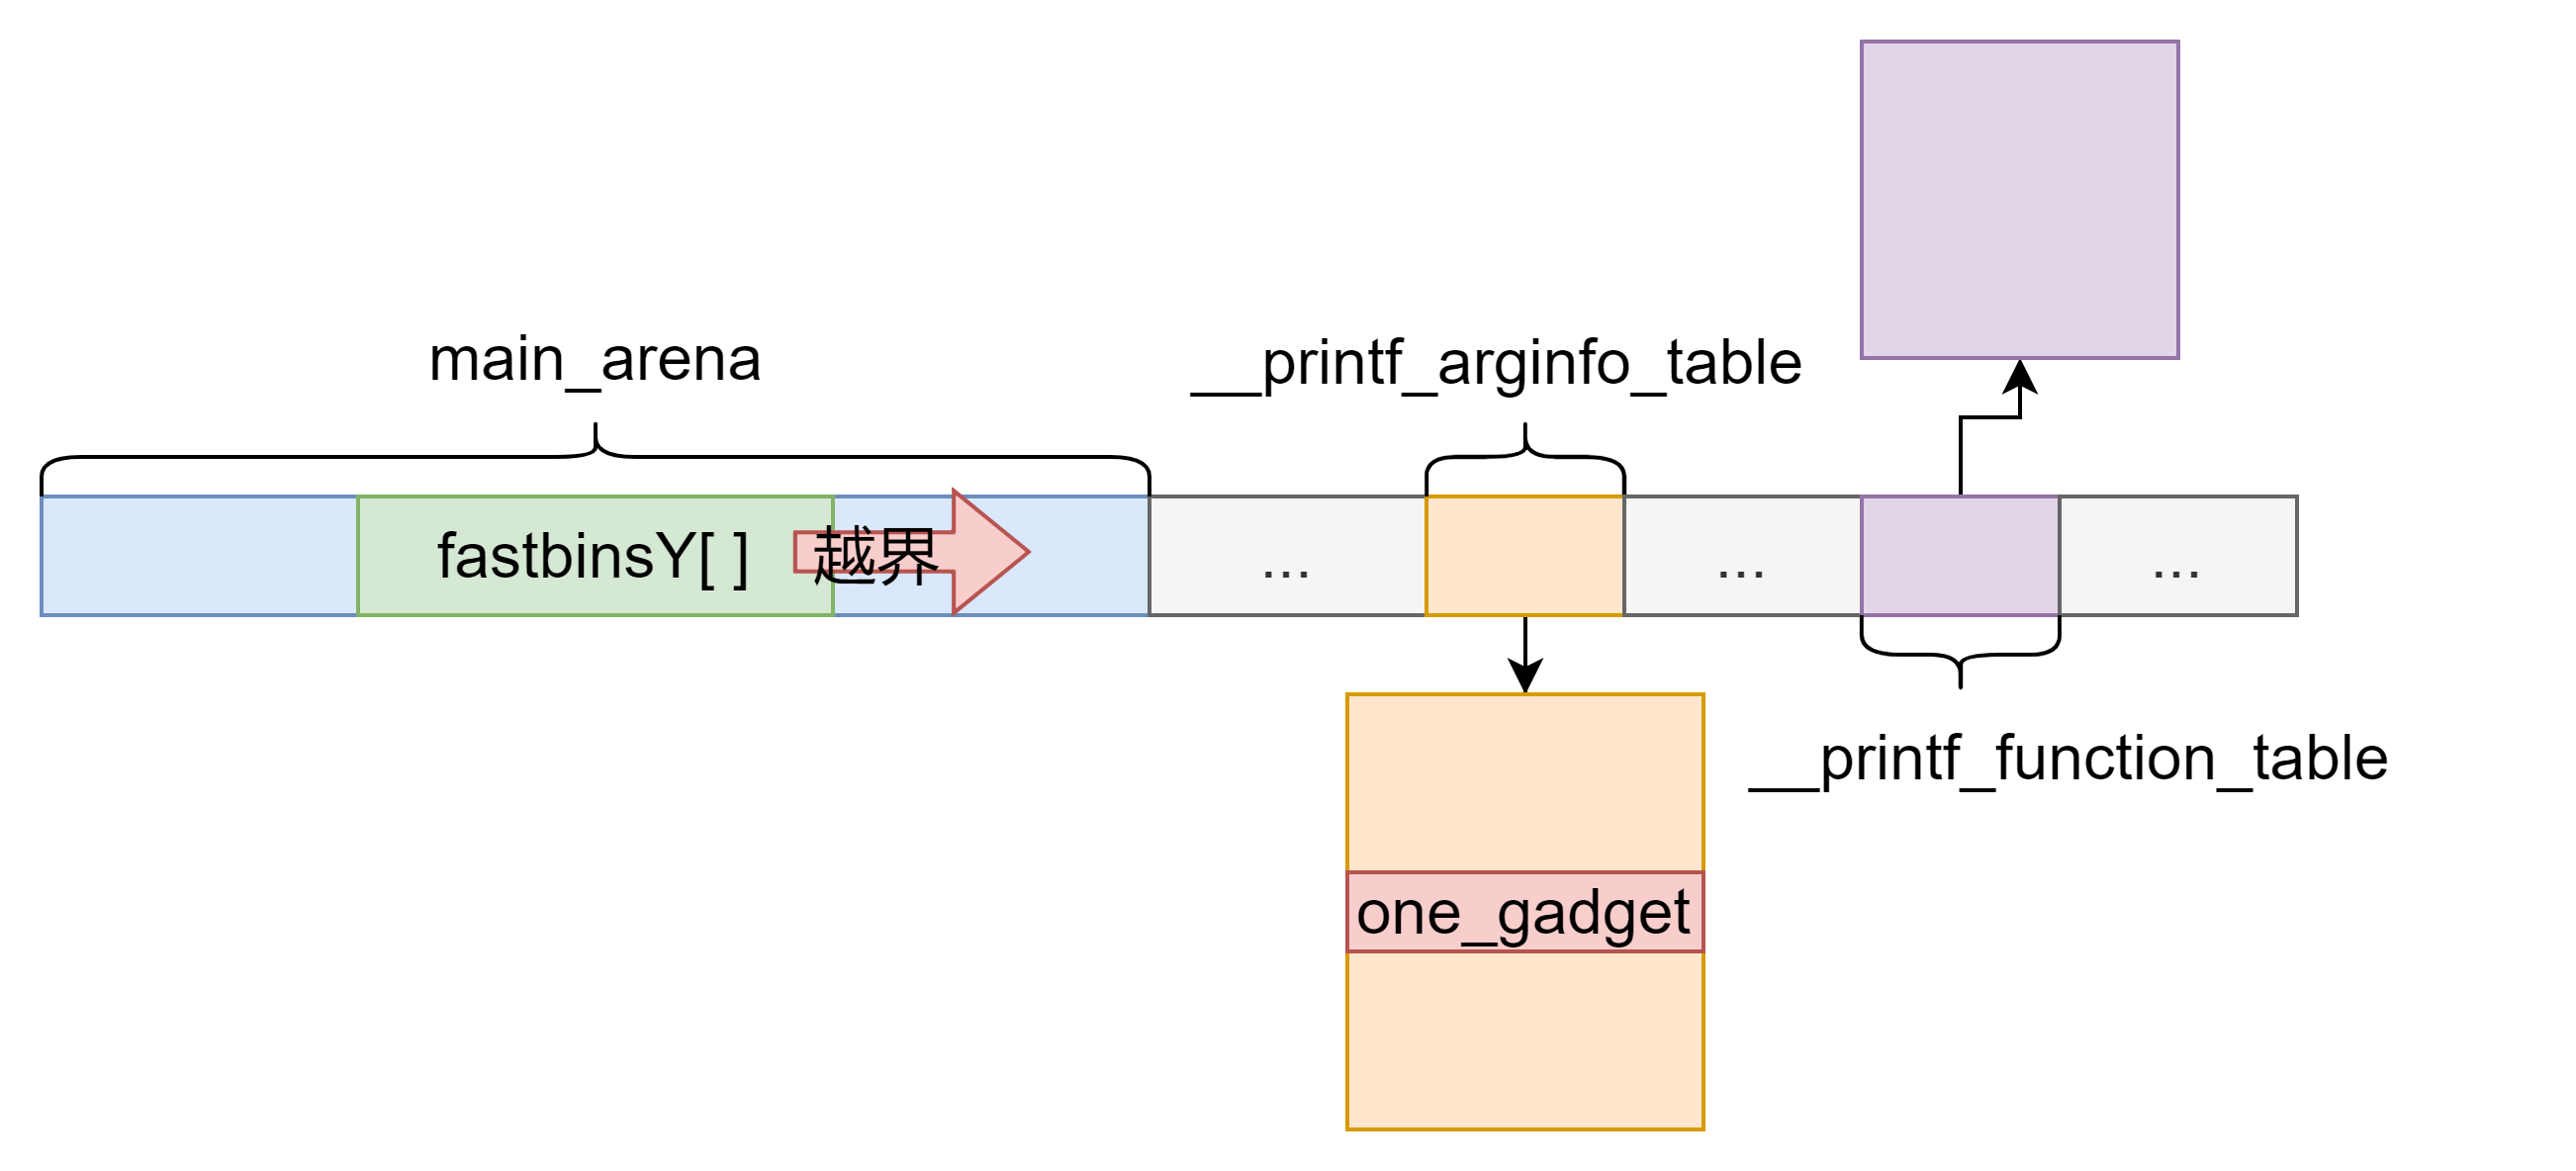 main_arena
__printf_arginfo_table
fastbinsY[ ]
越界
...
...
...
__printf_function_table
one_gadget